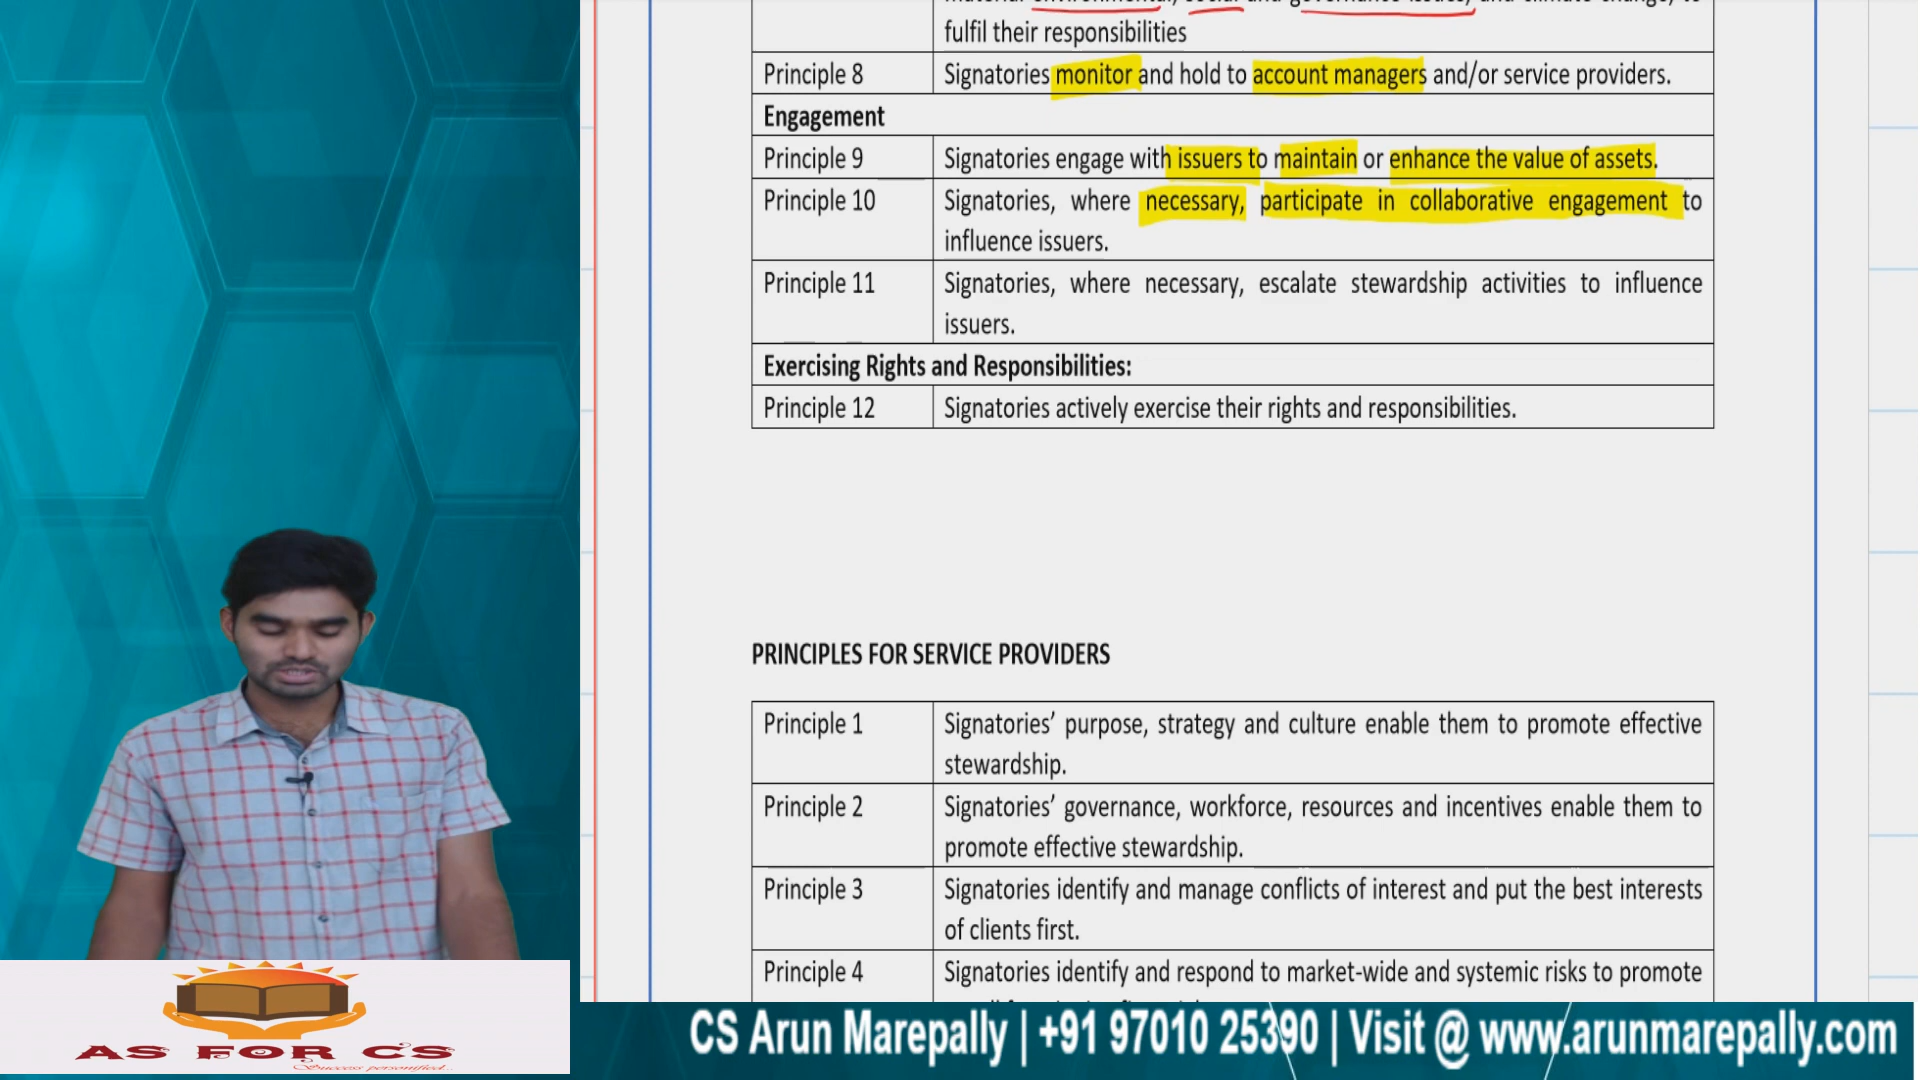 fulfil their responsibilities
Principle 8 Signatories monitor and hold to account managers and/or service providers.
Engagement
Principle 9 Signatories engage with issuers to maintain or enhance the value of assets.
Principle 10 Signatories, where necessary, participate in collaborative engagement to
influence issuers.
Principle 11 Signatories, where necessary, escalate stewardship activities to influence
issuers.
Exercising Rights and Responsibilities:
Principle 12 Signatories actively exercise their rights and responsibilities.
PRINCIPLES FOR SERVICE PROVIDERS
Principle 1 Signatories’ purpose, strategy and culture enable them to promote effective
stewardship.
Principle 2 Signatories’ governance, workforce, resources and incentives enable them to
promote effective stewardship.
Principle 3 Signatories identify and manage conflicts of interest and put the best interests
of clients first.
Principle 4 Signatories identify and respond to market-wide and systemic risks to promote
AS FOR CS
Success personified...
CS Arun Marepally | +91 97010 25390 | Visit @ www.arunmarepally.com